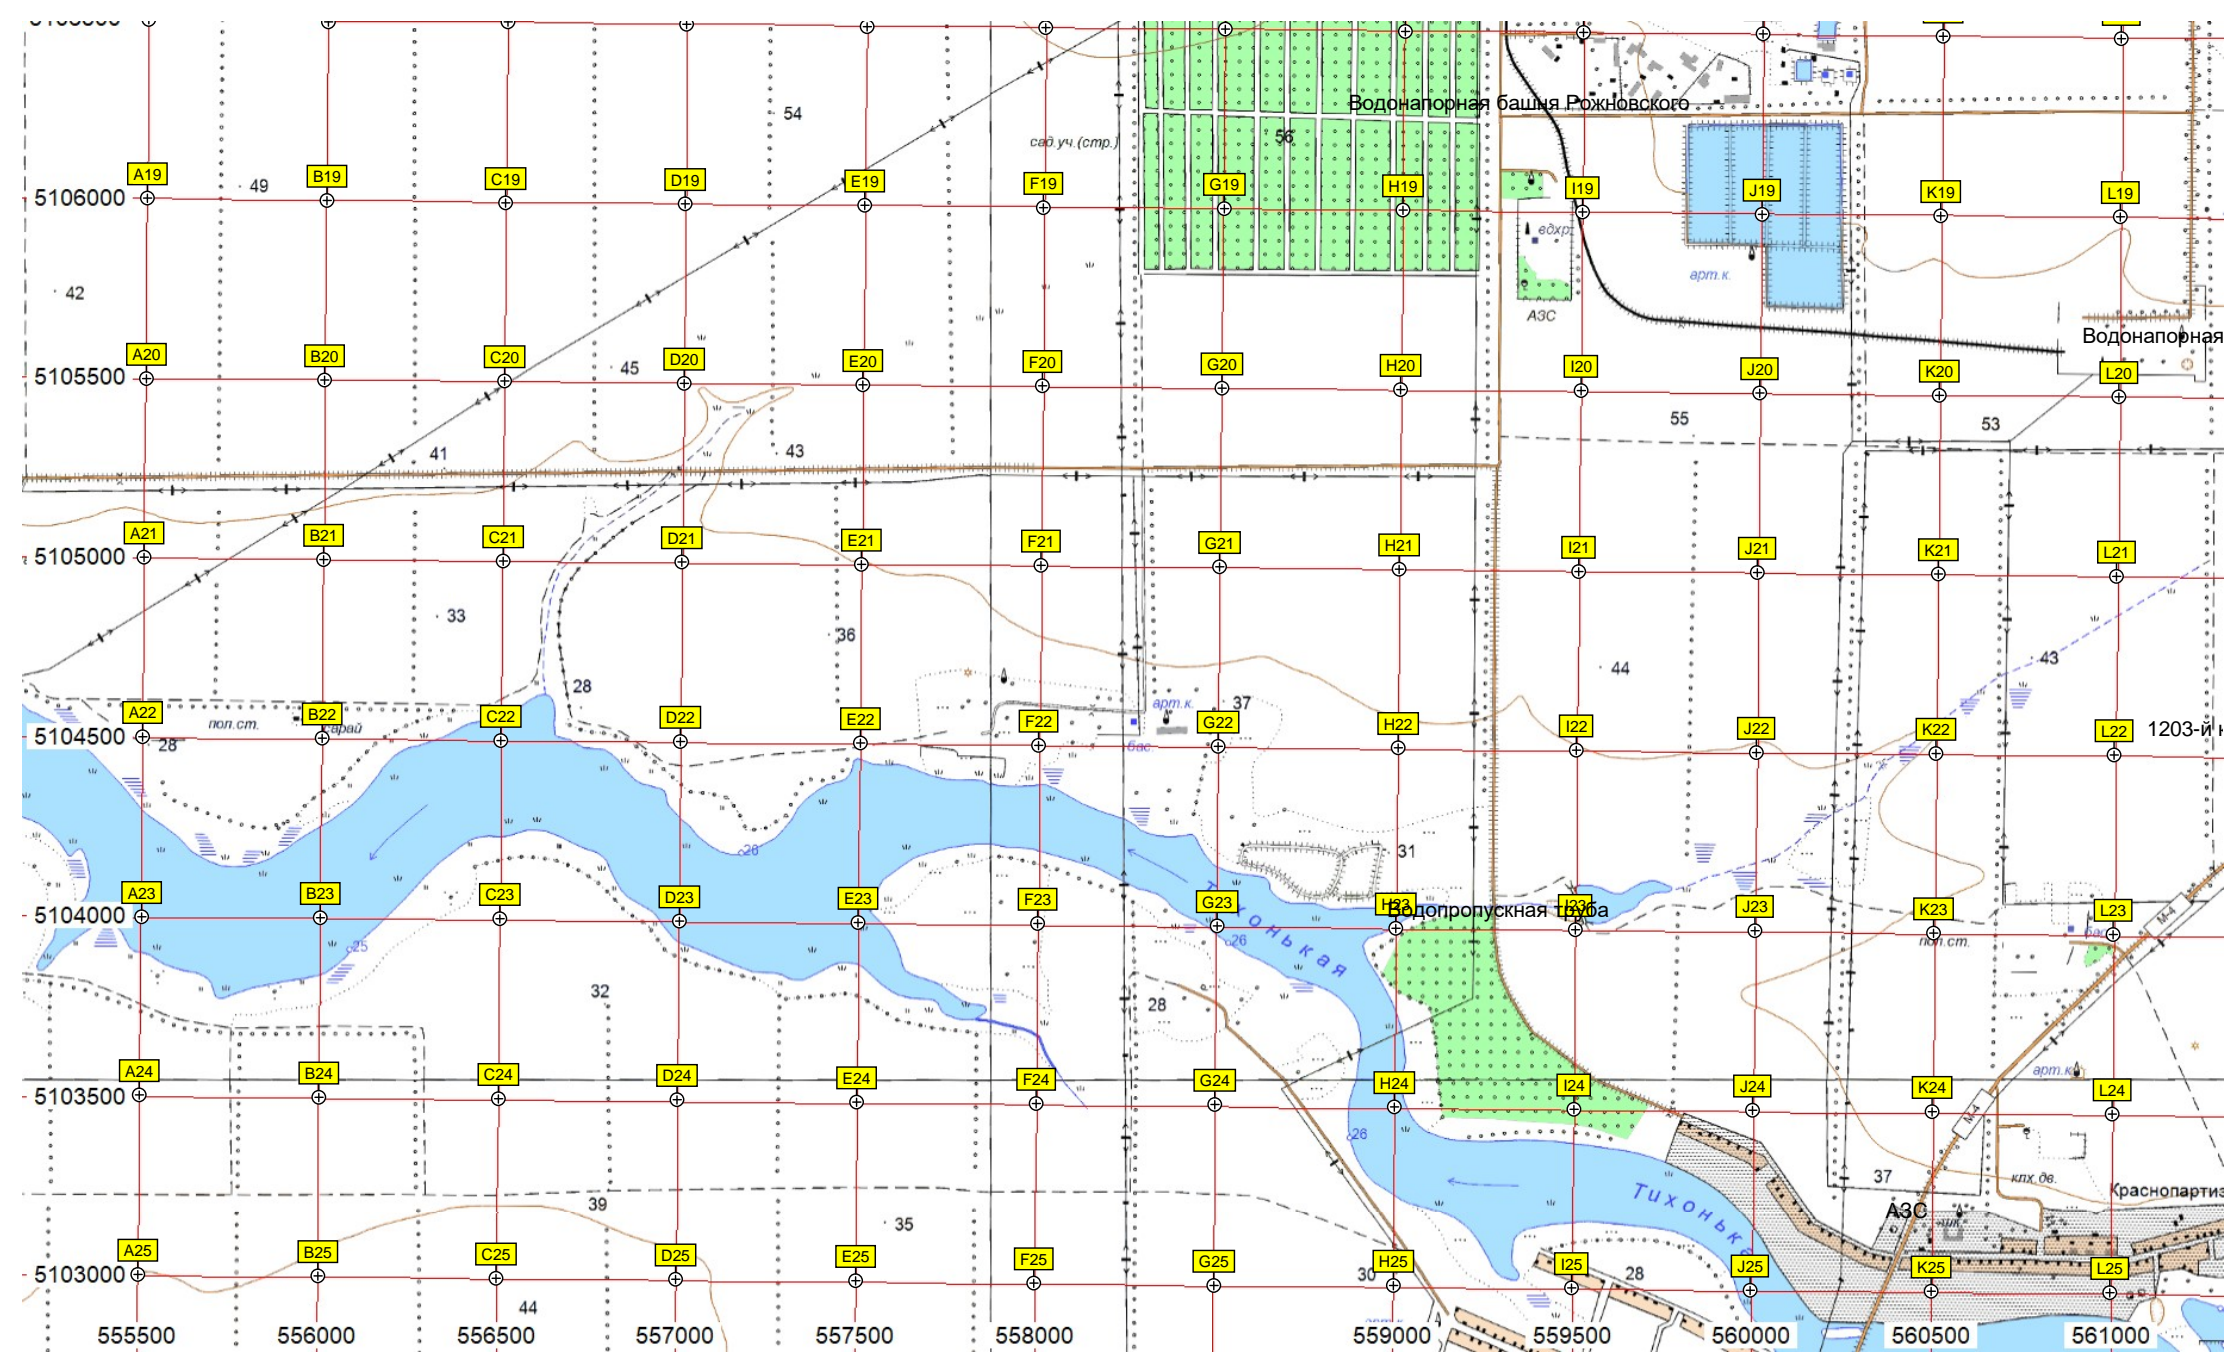 54
Водонапорная башня Рожновского
56
сад.уч.(стр.)
A19 B19 C19 D19 E19 F19 G19 H19 I19 J19 K19 L19
49
5106000
вдхр.
арт.к.
42
АЗС
Водонапорная
A20 B20 C20 D20 E20 F20 G20 H20 I20 J20 K20 L20
5105500
45
55
53
41
43
A21 B21 C21 D21 E21 F21 G21 H21 I21 J21 K21 L21
5105000
33
36
44
43
28
37
арт.к.
A22 B22 C22 D22 E22 F22 G22 H22 I22 J22 K22 L22
пол.ст.
сарай
1203-й к
5104500
28
бас.
26
31
A23 B23 C23 D23 E23 F23 G23 H23 I23 J23 K23 L23
Водопропускная труба
5104000
М-4
бас.
25
26
Тихонькая
пол.ст.
32
28
A24 B24 C24 D24 E24 F24 G24 H24 I24 J24 K24 L24
арт.к.
5103500
М-4
26
37
клх.дв.
39
35
Тихонька
АЗС
Краснопартиз
A25 B25 C25 D25 E25 F25 G25 H25 I25 J25 K25 L25
5103000
30
28
44
555500 556000 556500 557000 557500 558000 559000 559500 560000 560500 561000